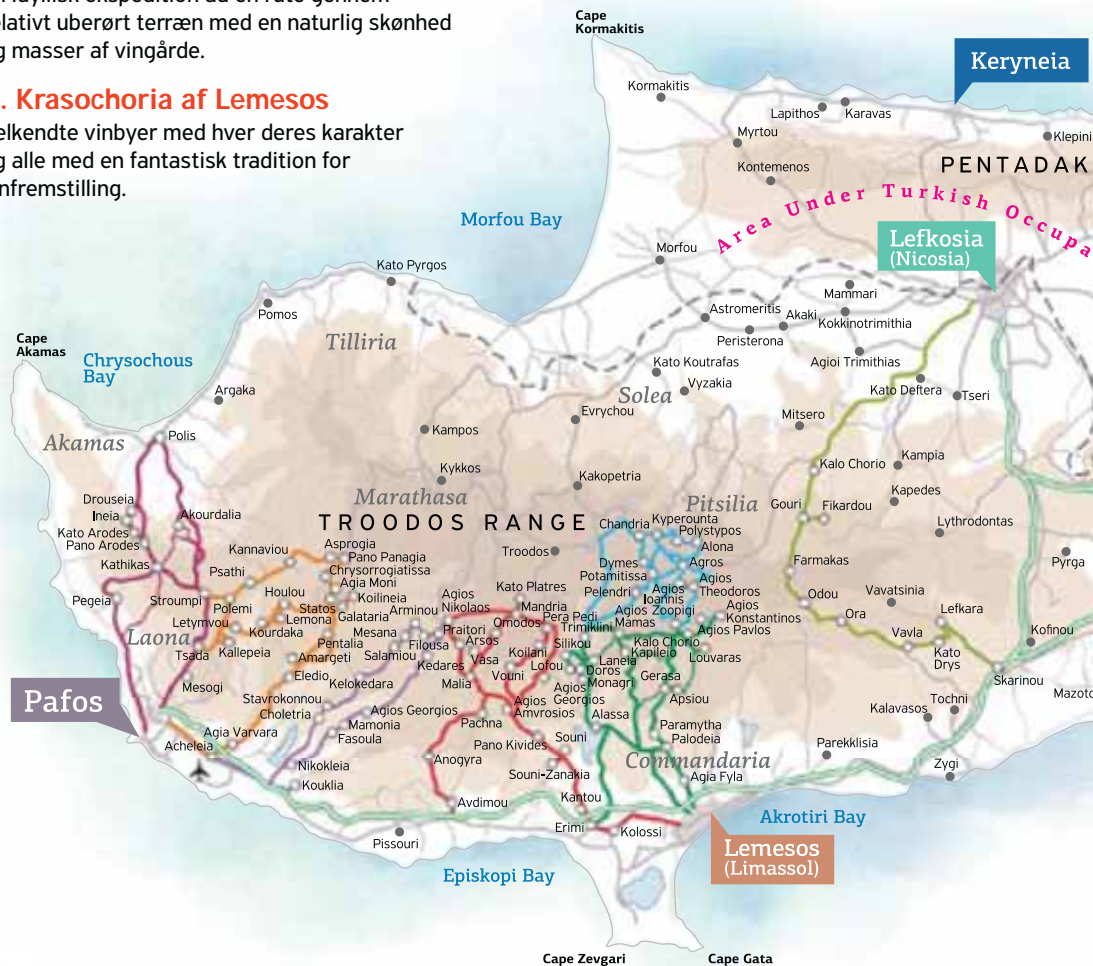 elativt uberørt terræn med en naturlig skønhed
g masser af vingårde.
. Krasochoria af Lemesos
elkendte vinbyer med hver deres karakter
g alle med en fantastisk tradition for
nfremstilling.
Cape
Kormakitis
Keryneia
Kormakitis
Lapithos
Karavas
Myrtou
Klepini
Kontemenos
PENTADAK
Area Under Turkish Occupa
Morfou Bay
Lefkosia
(Nicosia)
Morfou
Kato Pyrgos
Mammari
Pomos
Astromeritis
Akaki
Kokkinotrimithia
Peristerona
Tilliria
Cape
Akamas
Chrysochous
Bay
Agioi Trimithias
Kato Koutrafas
Vyzakia
Kato Deftera
Tseri
Argaka
Solea
Evrychou
Mitsero
Akamas
Polis
Kampos
Kampia
Kalo Chorio
Kykkos
Kakopetria
Kapedes
Marathasa
Pitsilia
Drouseia
Ineia
Kato Arodes
Pano Arodes
Kathikas
Akourdalia
Gouri
Fikardou
Lythrodontas
TROODOS RANGE
Chandria
Kyperounta
Polystypos
Alona
Troodos
Kannaviou
Asprogia
Pano Panagia
Chrysorrogiatissa
Agia Moni
Koilineia
Psathi
Dymes
Potamitissa
Pelendri
Agros
Agios
Theodoros
Agios
Ioannis
Farmakas
Pyrga
Pegeia
Stroumpi
Houlou
Statos
Galataria
Polemi
Letymvou
Lemona
Kourdaka
Kallepeia
Arminou
Agios
Nikolaos
Kato Platres
Mandria
Omodos
Pera Pedi
Trimiklini
Agios
Mamas
Zoopigi
Agios
Konstantinos
Agios Pavlos
Odou
Vavatsinia
Ora
Lefkara
Laona
Tsada
Pentalia
Amargeti
Eledio
Mesana
Filousa
Salamiou
Praitori
Arsos
Kedares
Vasa
Malia
Koilani
Vouni
Lofou
Silikou
Laneia
Doros
Monagri
Kalo Chorio
Kapileio
Louvaras
Gerasa
Apsiou
Vavla
Kato
Drys
Kofinou
Skarinou
Mazoto
Mesogi
Kelokedara
Stavrokonnou
Choletria
Agios Georgios
Mamonia
Fasoula
Pachna
Agios
Amvrosios
Agios
Georgios
Alassa
Paramytha
Palodeia
Tochni
Kalavasos
Pafos
Agia Varvara
Acheleia
Nikokleia
Kouklia
Pano Kivides
Souni
Souni-Zanakia
Anogyra
Commandaria
Agia Fyla
Parekklisia
Zygi
Avdimou
Kantou
Erimi
Kolossi
Akrotiri Bay
Pissouri
Lemesos
(Limassol)
Episkopi Bay
Cape Zevgari
Cape Gata